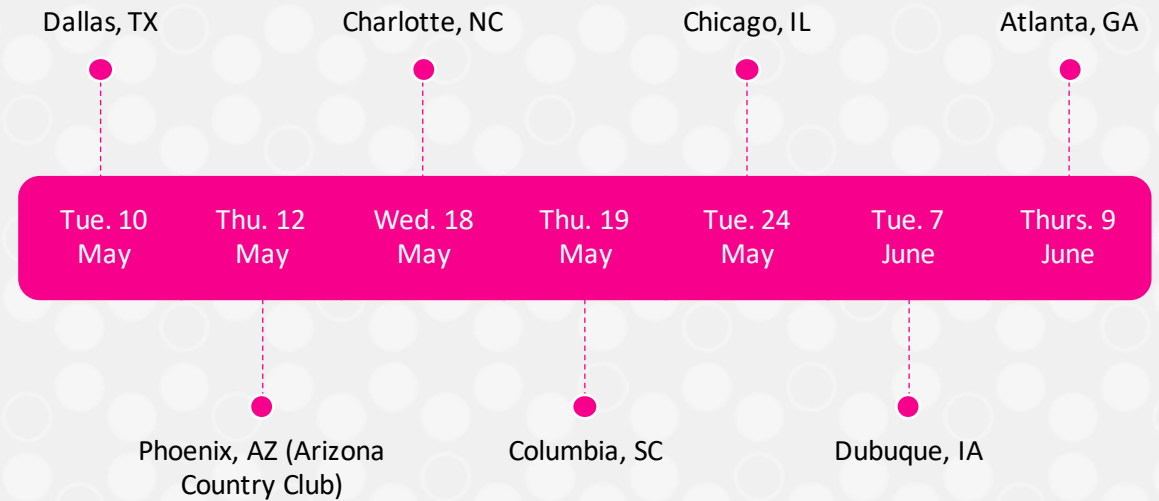 Dallas, TX
Charlotte, NC
Chicago, IL
Atlanta, GA
Tue. 10
May
Thu. 12
May
Wed. 18
May
Thu. 19
May
Tue. 24
May
Tue. 7
June
Thurs. 9
June
Phoenix, AZ (Arizona
Country Club)
Columbia, SC
Dubuque, IA